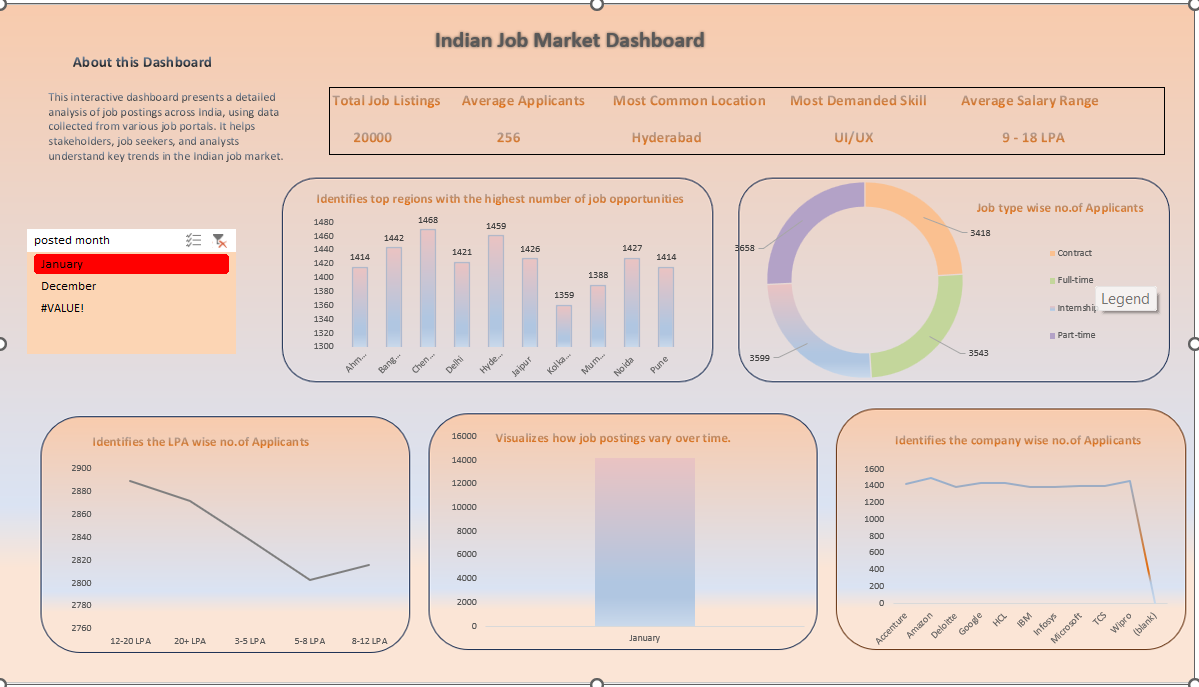 Indian Job Market Dashboard
About this Dashboard
This interactive dashboard presents a detailed
analysis of job postings across India, using data
collected from various job portals. It helps
stakeholders, job seekers, and analysts
understand key trends in the Indian job market.
Total Job Listings Average Applicants Most Common Location Most Demanded Skill Average Salary Range
20000 256 Hyderabad UI/UX 9 - 18 LPA
posted month
January
December
#VALUE!
Identifies top regions with the highest number of job opportunities
1480
1460
1440
1420
1400
1380
1360
1340
1320
1300
1414 1442 1468 1421 1459 1426 1359 1388 1427 1414
Ahm... Bang... Chen... Delhi Hyde... Jaipur Kolka... Mum... Noida Pune
Job type wise no.of Applicants
3418
3543
3599
3658
Contract
Full-time
Internship
Part-time
Legend
Identifies the LPA wise no.of Applicants
2900
2880
2860
2840
2820
2800
2780
2760
12-20 LPA 20+ LPA 3-5 LPA 5-8 LPA 8-12 LPA
Visualizes how job postings vary over time.
16000
14000
12000
10000
8000
6000
4000
2000
0
January
Identifies the company wise no.of Applicants
1600
1400
1200
1000
800
600
400
200
0
Accenture Amazon Deloitte Google HCL IBM Infosys Microsoft TCS Wipro (blank)